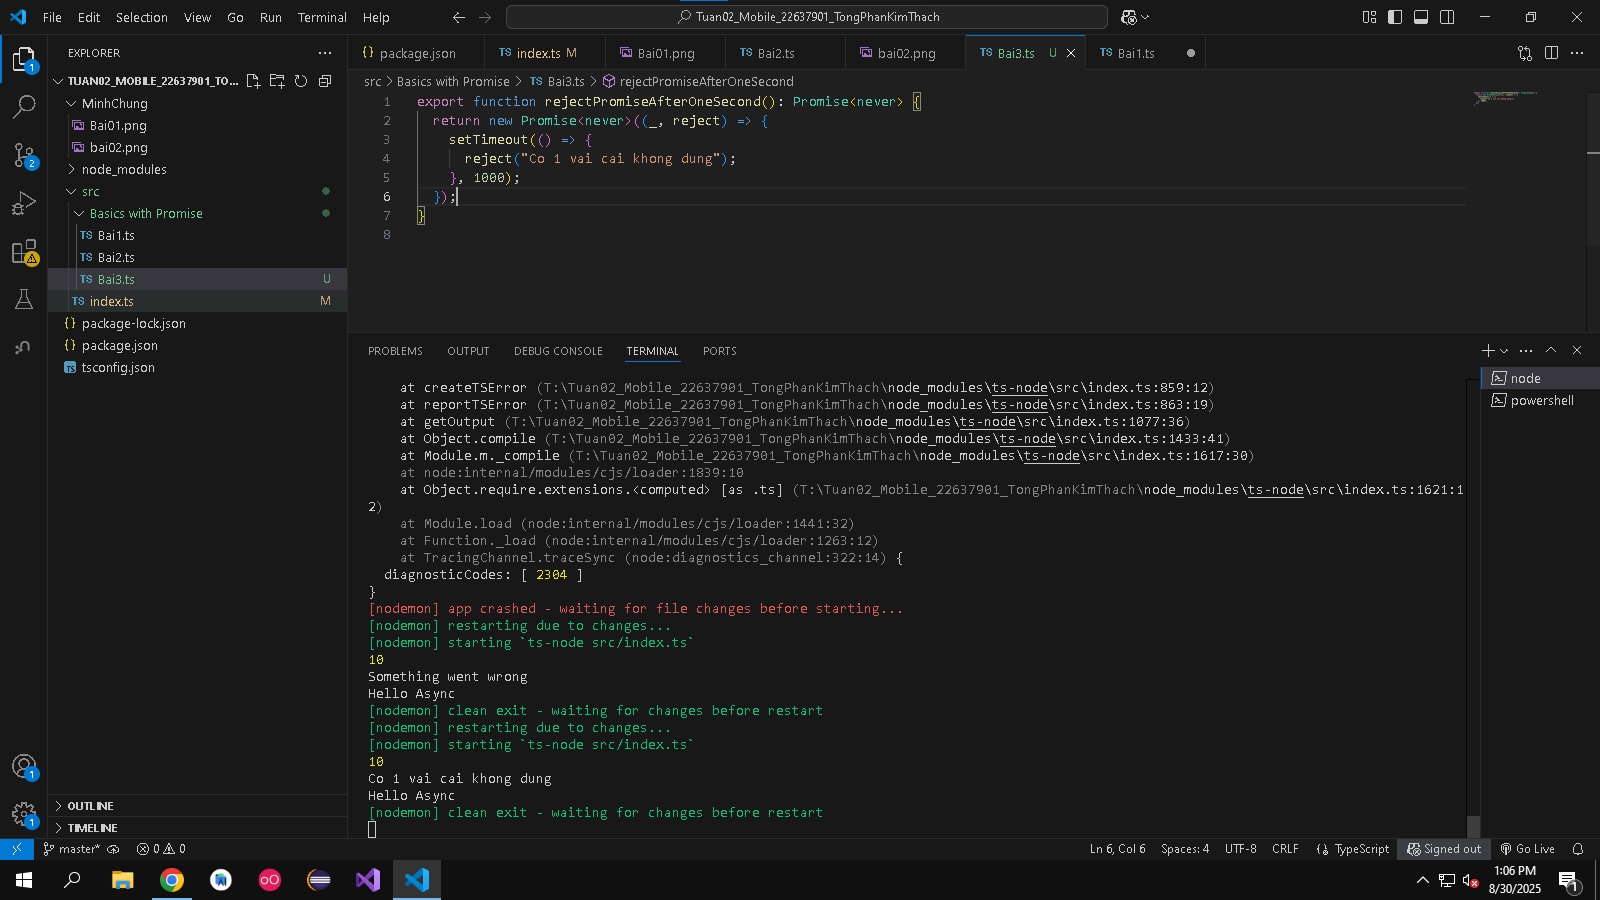 File Edit Selection View Go Run Terminal Help
Tuan02_Mobile_22637901_TongPhanKimThach
EXPLORER
TUAN02_MOBILE_22637901_TO...
MinhChung
Bai01.png
bai02.png
node_modules
src
Basics with Promise
TS Bai1.ts
TS Bai2.ts
TS Bai3.ts U
TS index.ts M
{} package-lock.json
{} package.json
TS tsconfig.json
OUTLINE
TIMELINE
1
2
1
1
{} package.json TS index.ts M Bai01.png TS Bai2.ts bai02.png TS Bai3.ts U TS Bai1.ts
src > Basics with Promise > TS Bai3.ts > rejectPromiseAfterOneSecond
1 export function rejectPromiseAfterOneSecond(): Promise<never> {
2 return new Promise<never>((_, reject) => {
3 setTimeout(() => {
4 reject("Co 1 vai cai khong dung");
5 }, 1000);
6 });
7 }
8
PROBLEMS OUTPUT DEBUG CONSOLE TERMINAL PORTS
at createTSError (T:\Tuan02_Mobile_22637901_TongPhanKimThach\node_modules\ts-node\src\index.ts:859:12)
at reportTSError (T:\Tuan02_Mobile_22637901_TongPhanKimThach\node_modules\ts-node\src\index.ts:863:19)
at getOutput (T:\Tuan02_Mobile_22637901_TongPhanKimThach\node_modules\ts-node\src\index.ts:1077:36)
at Object.compile (T:\Tuan02_Mobile_22637901_TongPhanKimThach\node_modules\ts-node\src\index.ts:1433:41)
at Module.m._compile (T:\Tuan02_Mobile_22637901_TongPhanKimThach\node_modules\ts-node\src\index.ts:1617:30)
at node:internal/modules/cjs/loader:1839:10
at Object.require.extensions.<computed> [as .ts] (T:\Tuan02_Mobile_22637901_TongPhanKimThach\node_modules\ts-node\src\index.ts:1621:1
2)
at Module.load (node:internal/modules/cjs/loader:1441:32)
at Function._load (node:internal/modules/cjs/loader:1263:12)
at TracingChannel.traceSync (node:diagnostics_channel:322:14) {
diagnosticCodes: [ 2304 ]
}
[nodemon] app crashed - waiting for file changes before starting...
[nodemon] restarting due to changes...
[nodemon] starting `ts-node src/index.ts`
10
Something went wrong
Hello Async
[nodemon] clean exit - waiting for changes before restart
[nodemon] restarting due to changes...
[nodemon] starting `ts-node src/index.ts`
10
Co 1 vai cai khong dung
Hello Async
[nodemon] clean exit - waiting for changes before restart
node
powershell
master* 0 0 Ln 6, Col 6 Spaces: 4 UTF-8 CRLF {} TypeScript Signed out Go Live
1:06 PM
8/30/2025
1